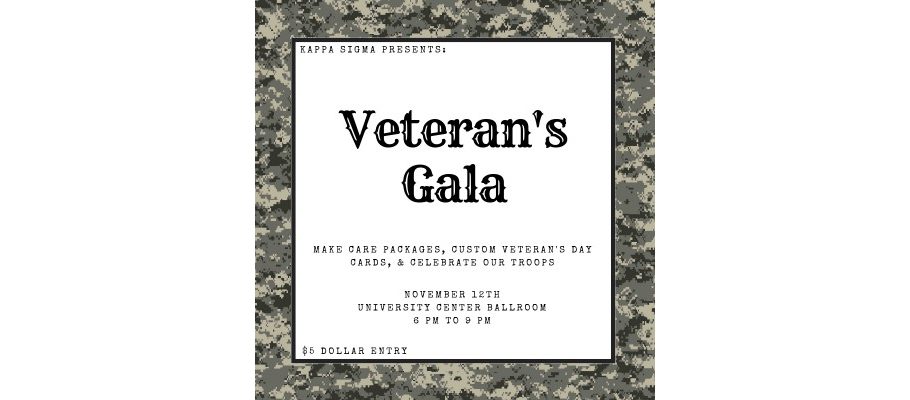 KAPPA SIGMA PRESENTS:
Veteran's
Gala
MAKE CARE PACKAGES, CUSTOM VETERAN'S DAY
CARDS, & CELEBRATE OUR TROOPS
NOVEMBER 12TH
UNIVERSITY CENTER BALLROOM
6 PM TO 9 PM
$5 DOLLAR ENTRY